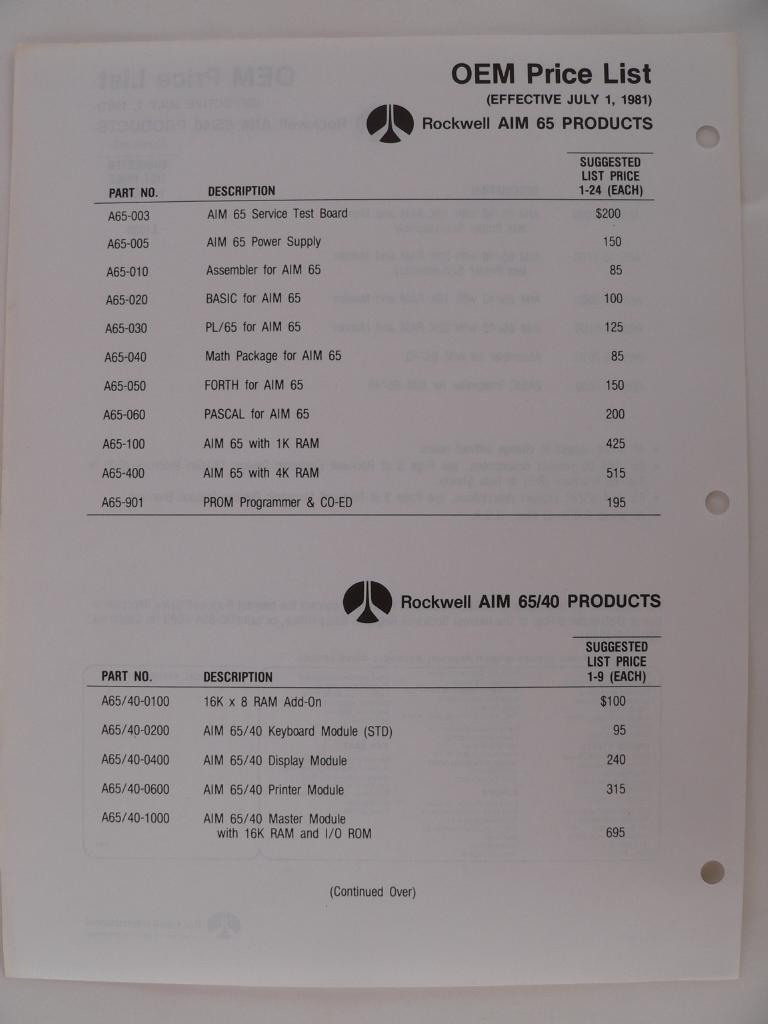 OEM Price List
(EFFECTIVE JULY 1, 1981)
Rockwell AIM 65 PRODUCTS
SUGGESTED
LIST PRICE
PART NO. DESCRIPTION 1-24 (EACH)
A65-003 AIM 65 Service Test Board $200
A65-005 AIM 65 Power Supply 150
A65-010 Assembler for AIM 65 85
A65-020 BASIC for AIM 65 100
A65-030 PL/65 for AIM 65 125
A65-040 Math Package for AIM 65 85
A65-050 FORTH for AIM 65 150
A65-060 PASCAL for AIM 65 200
A65-100 AIM 65 with 1K RAM 425
A65-400 AIM 65 with 4K RAM 515
A65-901 PROM Programmer & CO-ED 195
Rockwell AIM 65/40 PRODUCTS
SUGGESTED
LIST PRICE
PART NO. DESCRIPTION 1-9 (EACH)
A65/40-0100 16K x 8 RAM Add-On $100
A65/40-0200 AIM 65/40 Keyboard Module (STD) 95
A65/40-0400 AIM 65/40 Display Module 240
A65/40-0600 AIM 65/40 Printer Module 315
A65/40-1000 AIM 65/40 Master Module
with 16K RAM and I/O ROM 695
(Continued Over)